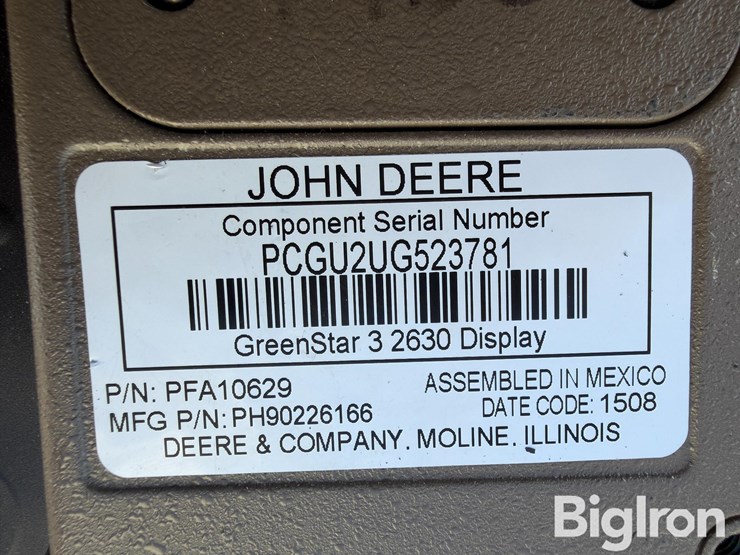 JOHN DEERE
Component Serial Number
PCGU2UG523781
GreenStar 3 2630 Display
P/N: PFA10629
ASSEMBLED IN MEXICO
MFG P/N: PH90226166
DATE CODE: 1508
DEERE & COMPANY. MOLINE. ILLINOIS
BigIron